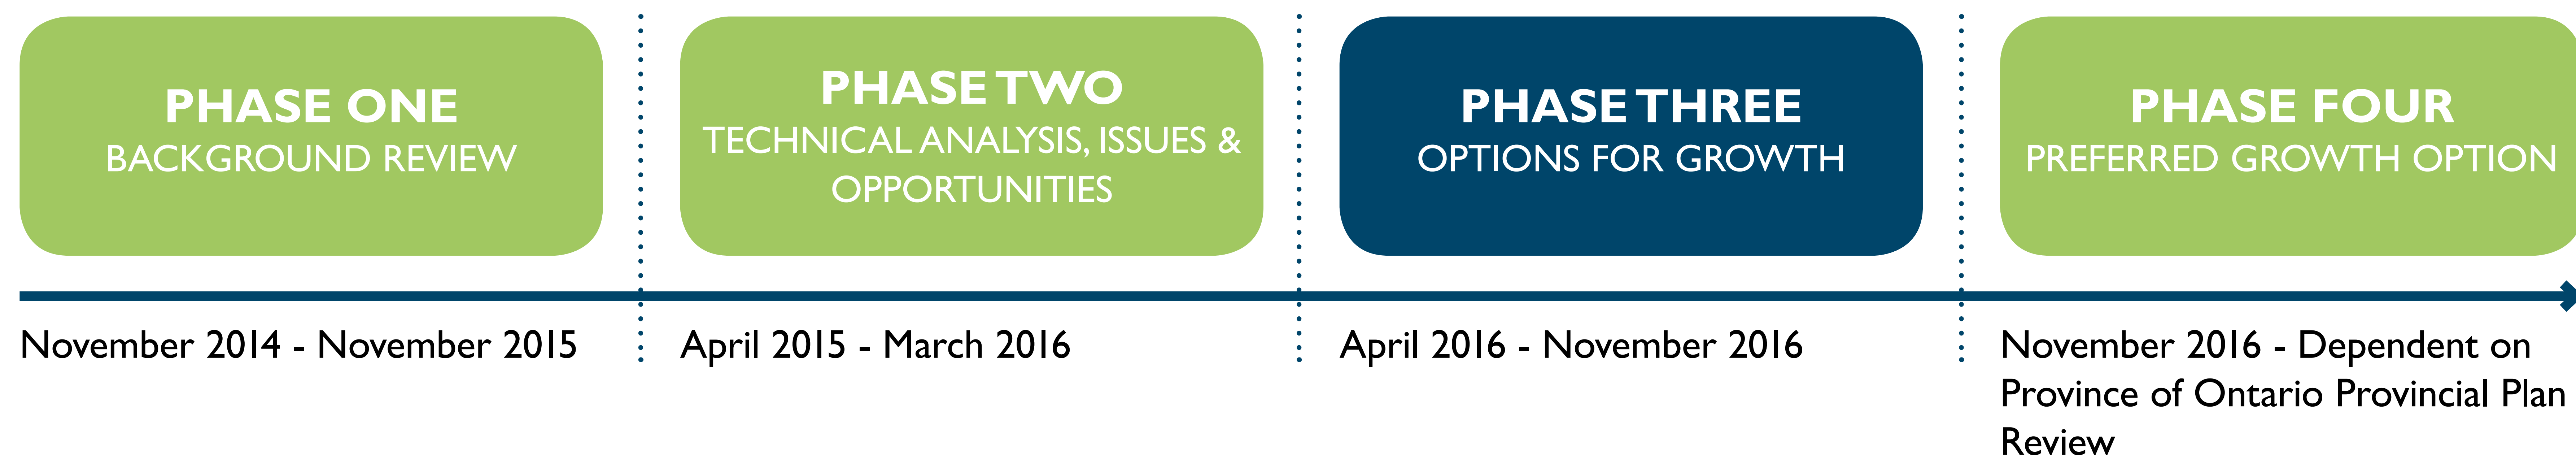 PHASE ONE
BACKGROUND REVIEW
PHASE TWO
TECHNICAL ANALYSIS, ISSUES &
OPPORTUNITIES
PHASE THREE
OPTIONS FOR GROWTH
PHASE FOUR
PREFERRED GROWTH OPTION
November 2014 - November 2015
April 2015 - March 2016
April 2016 - November 2016
November 2016 - Dependent on
Province of Ontario Provincial Plan
Review